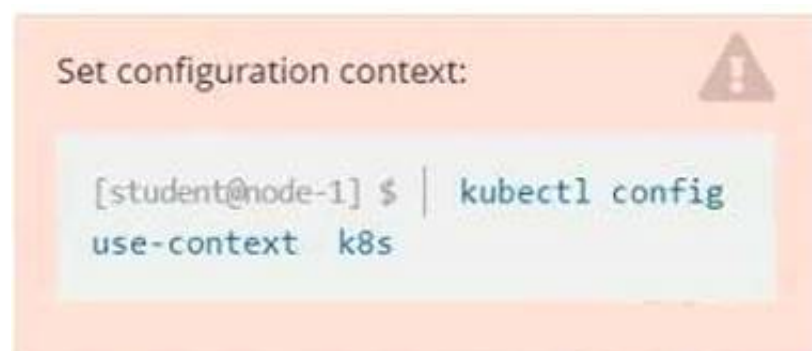 Set configuration context:
[student@node-1] $ | kubectl config
use-context k8s